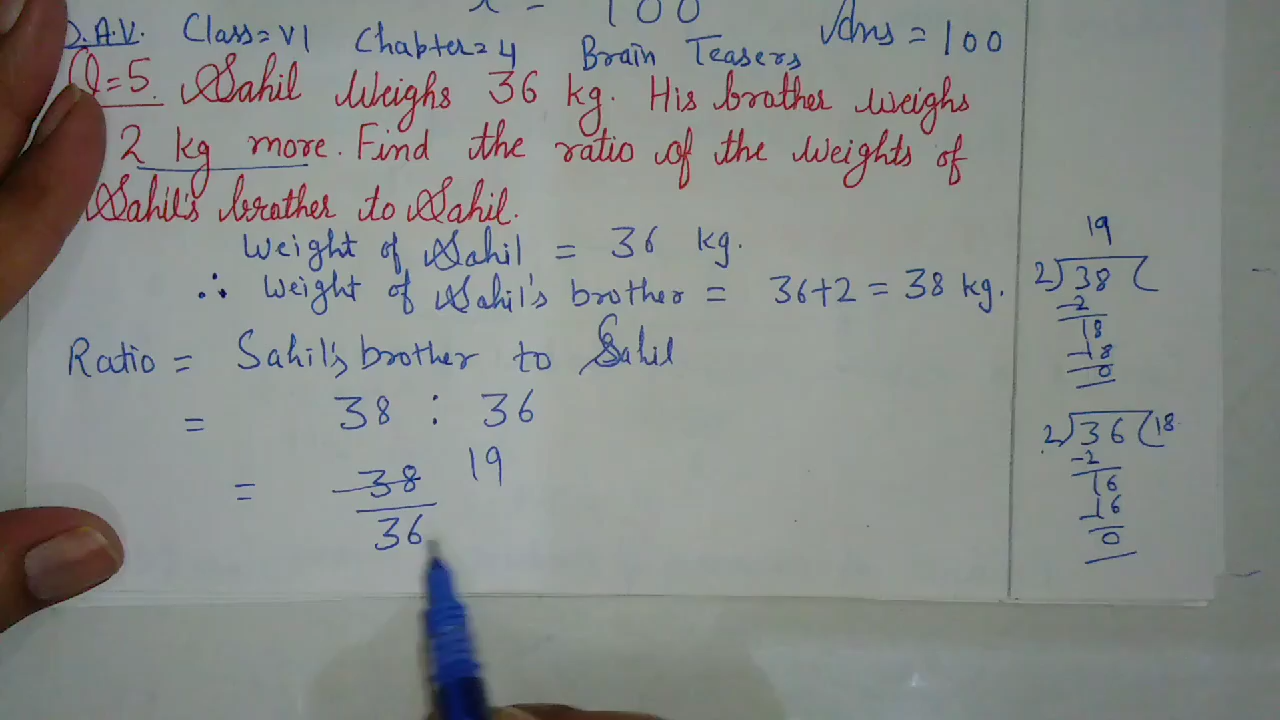 x = 100
D.A.V. Class=VI Chapter=4 Brain Teasers
Ans = 100
Q=5. Sahil Weighs 36 kg. His brother weighs
2 kg more. Find the ratio of the weights of
Sahil's brother to Sahil.
Weight of Sahil = 36 kg.
∴ Weight of Sahil's brother = 36+2 = 38 kg.
Ratio = Sahil's brother to Sahil
= 38 : 36
= 38 19
36
19
2)38(
-2
18
-18
0
2)36(18
-2
16
-16
0